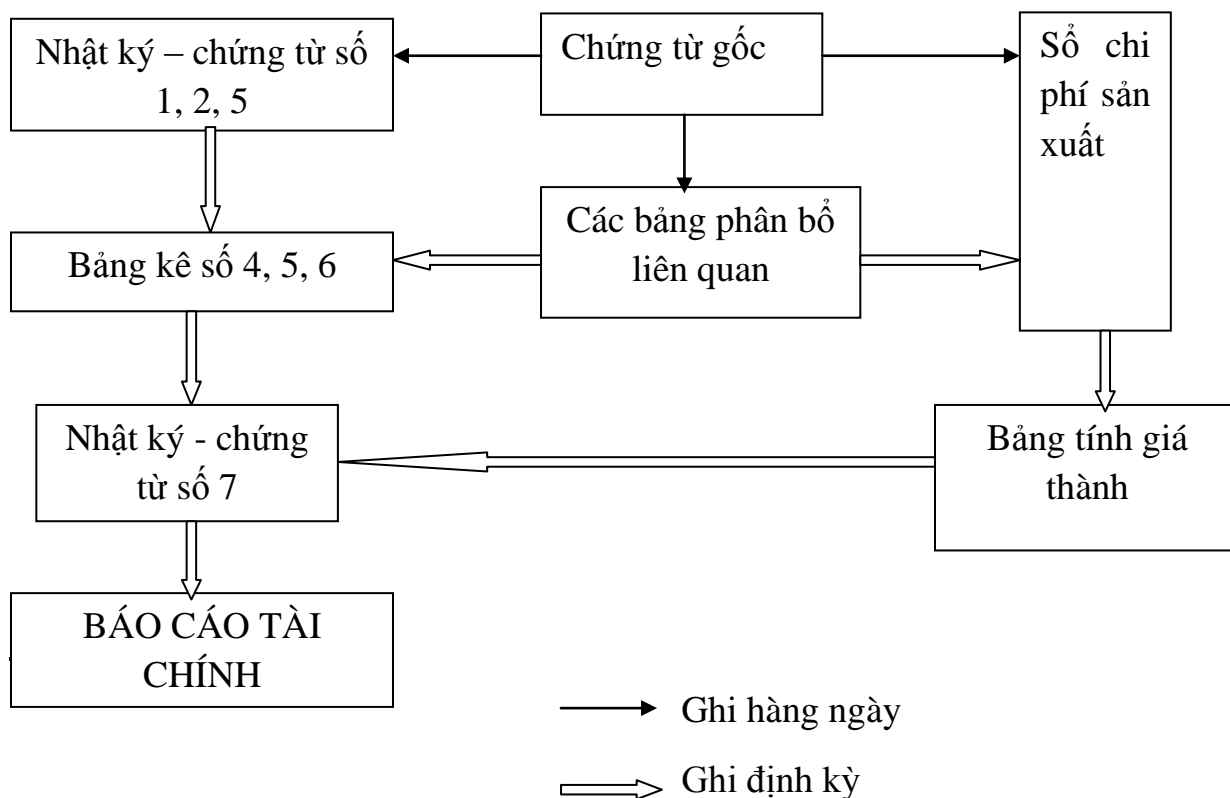 Nhật ký – chứng từ số
1, 2, 5
Chứng từ gốc
Sổ chi
phí sản
xuất
Các bảng phân bổ
liên quan
Bảng kê số 4, 5, 6
Nhật ký - chứng
từ số 7
Bảng tính giá
thành
BÁO CÁO TÀI
CHÍNH
Ghi hàng ngày
Ghi định kỳ